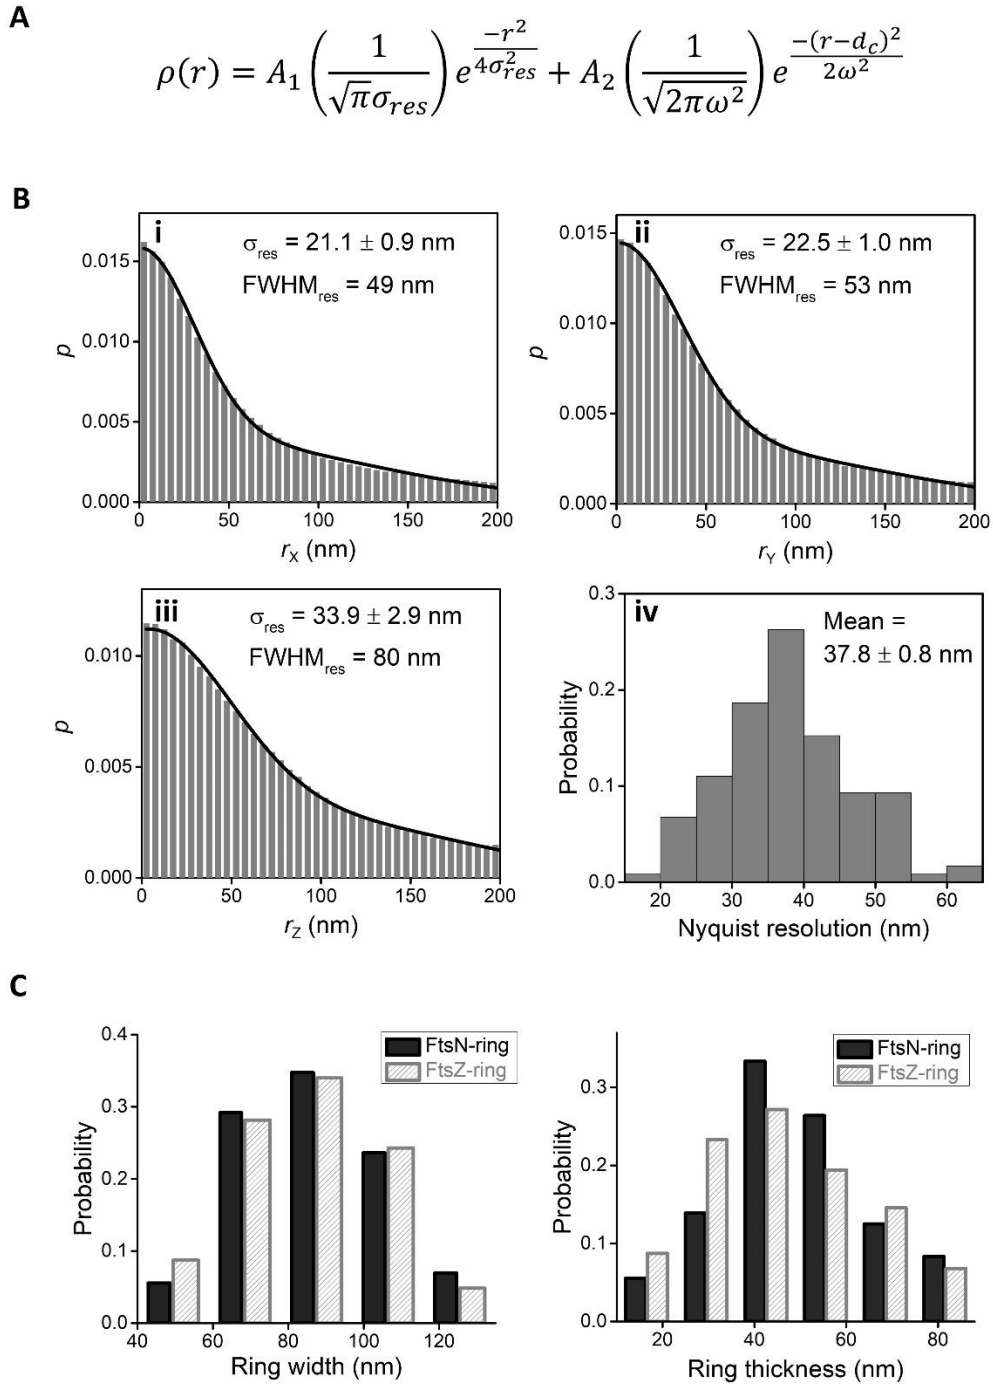 A
ρ(r) = A₁ (1/(√π σ_res)) e^(−r²/(4σ²_res)) + A₂ (1/√(2πω²)) e^(−(r−d_c)²/(2ω²))
B
i
σ_res = 21.1 ± 0.9 nm
FWHM_res = 49 nm
p
0.015
0.010
0.005
0.000
0 50 100 150 200
r_X (nm)
ii
σ_res = 22.5 ± 1.0 nm
FWHM_res = 53 nm
p
0.015
0.010
0.005
0.000
0 50 100 150 200
r_Y (nm)
iii
σ_res = 33.9 ± 2.9 nm
FWHM_res = 80 nm
p
0.010
0.005
0.000
0 50 100 150 200
r_Z (nm)
iv
Mean =
37.8 ± 0.8 nm
Probability
0.3
0.2
0.1
0.0
20 30 40 50 60
Nyquist resolution (nm)
C
FtsN-ring
FtsZ-ring
Probability
0.4
0.3
0.2
0.1
0.0
40 60 80 100 120
Ring width (nm)
FtsN-ring
FtsZ-ring
Probability
0.3
0.2
0.1
0.0
20 40 60 80
Ring thickness (nm)